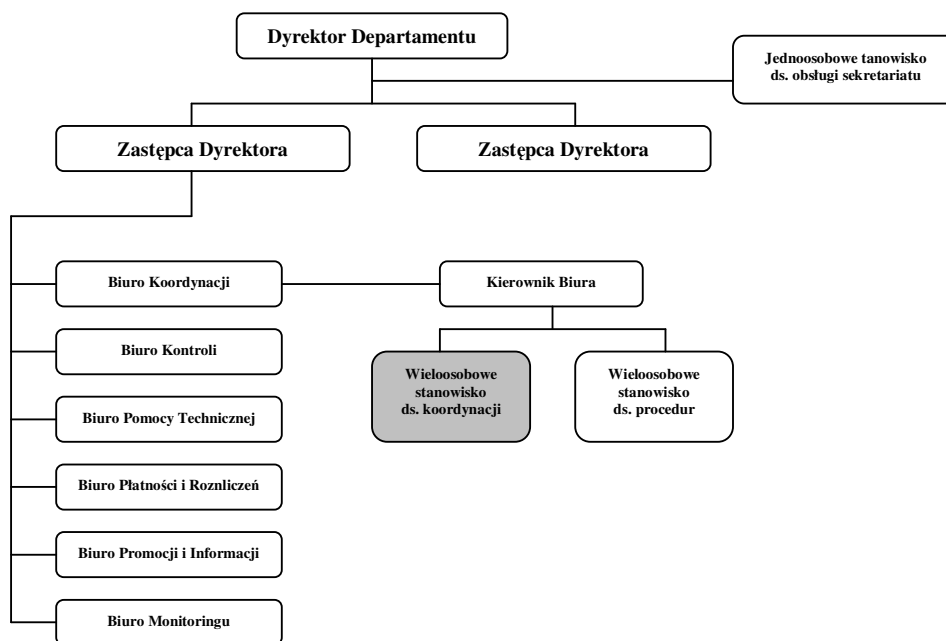 Dyrektor Departamentu
Jednoosobowe tanowisko
ds. obsługi sekretariatu
Zastępca Dyrektora
Zastępca Dyrektora
Biuro Koordynacji
Kierownik Biura
Biuro Kontroli
Wieloosobowe
stanowisko
ds. koordynacji
Wieloosobowe
stanowisko
ds. procedur
Biuro Pomocy Technicznej
Biuro Płatności i Roznliczeń
Biuro Promocji i Informacji
Biuro Monitoringu